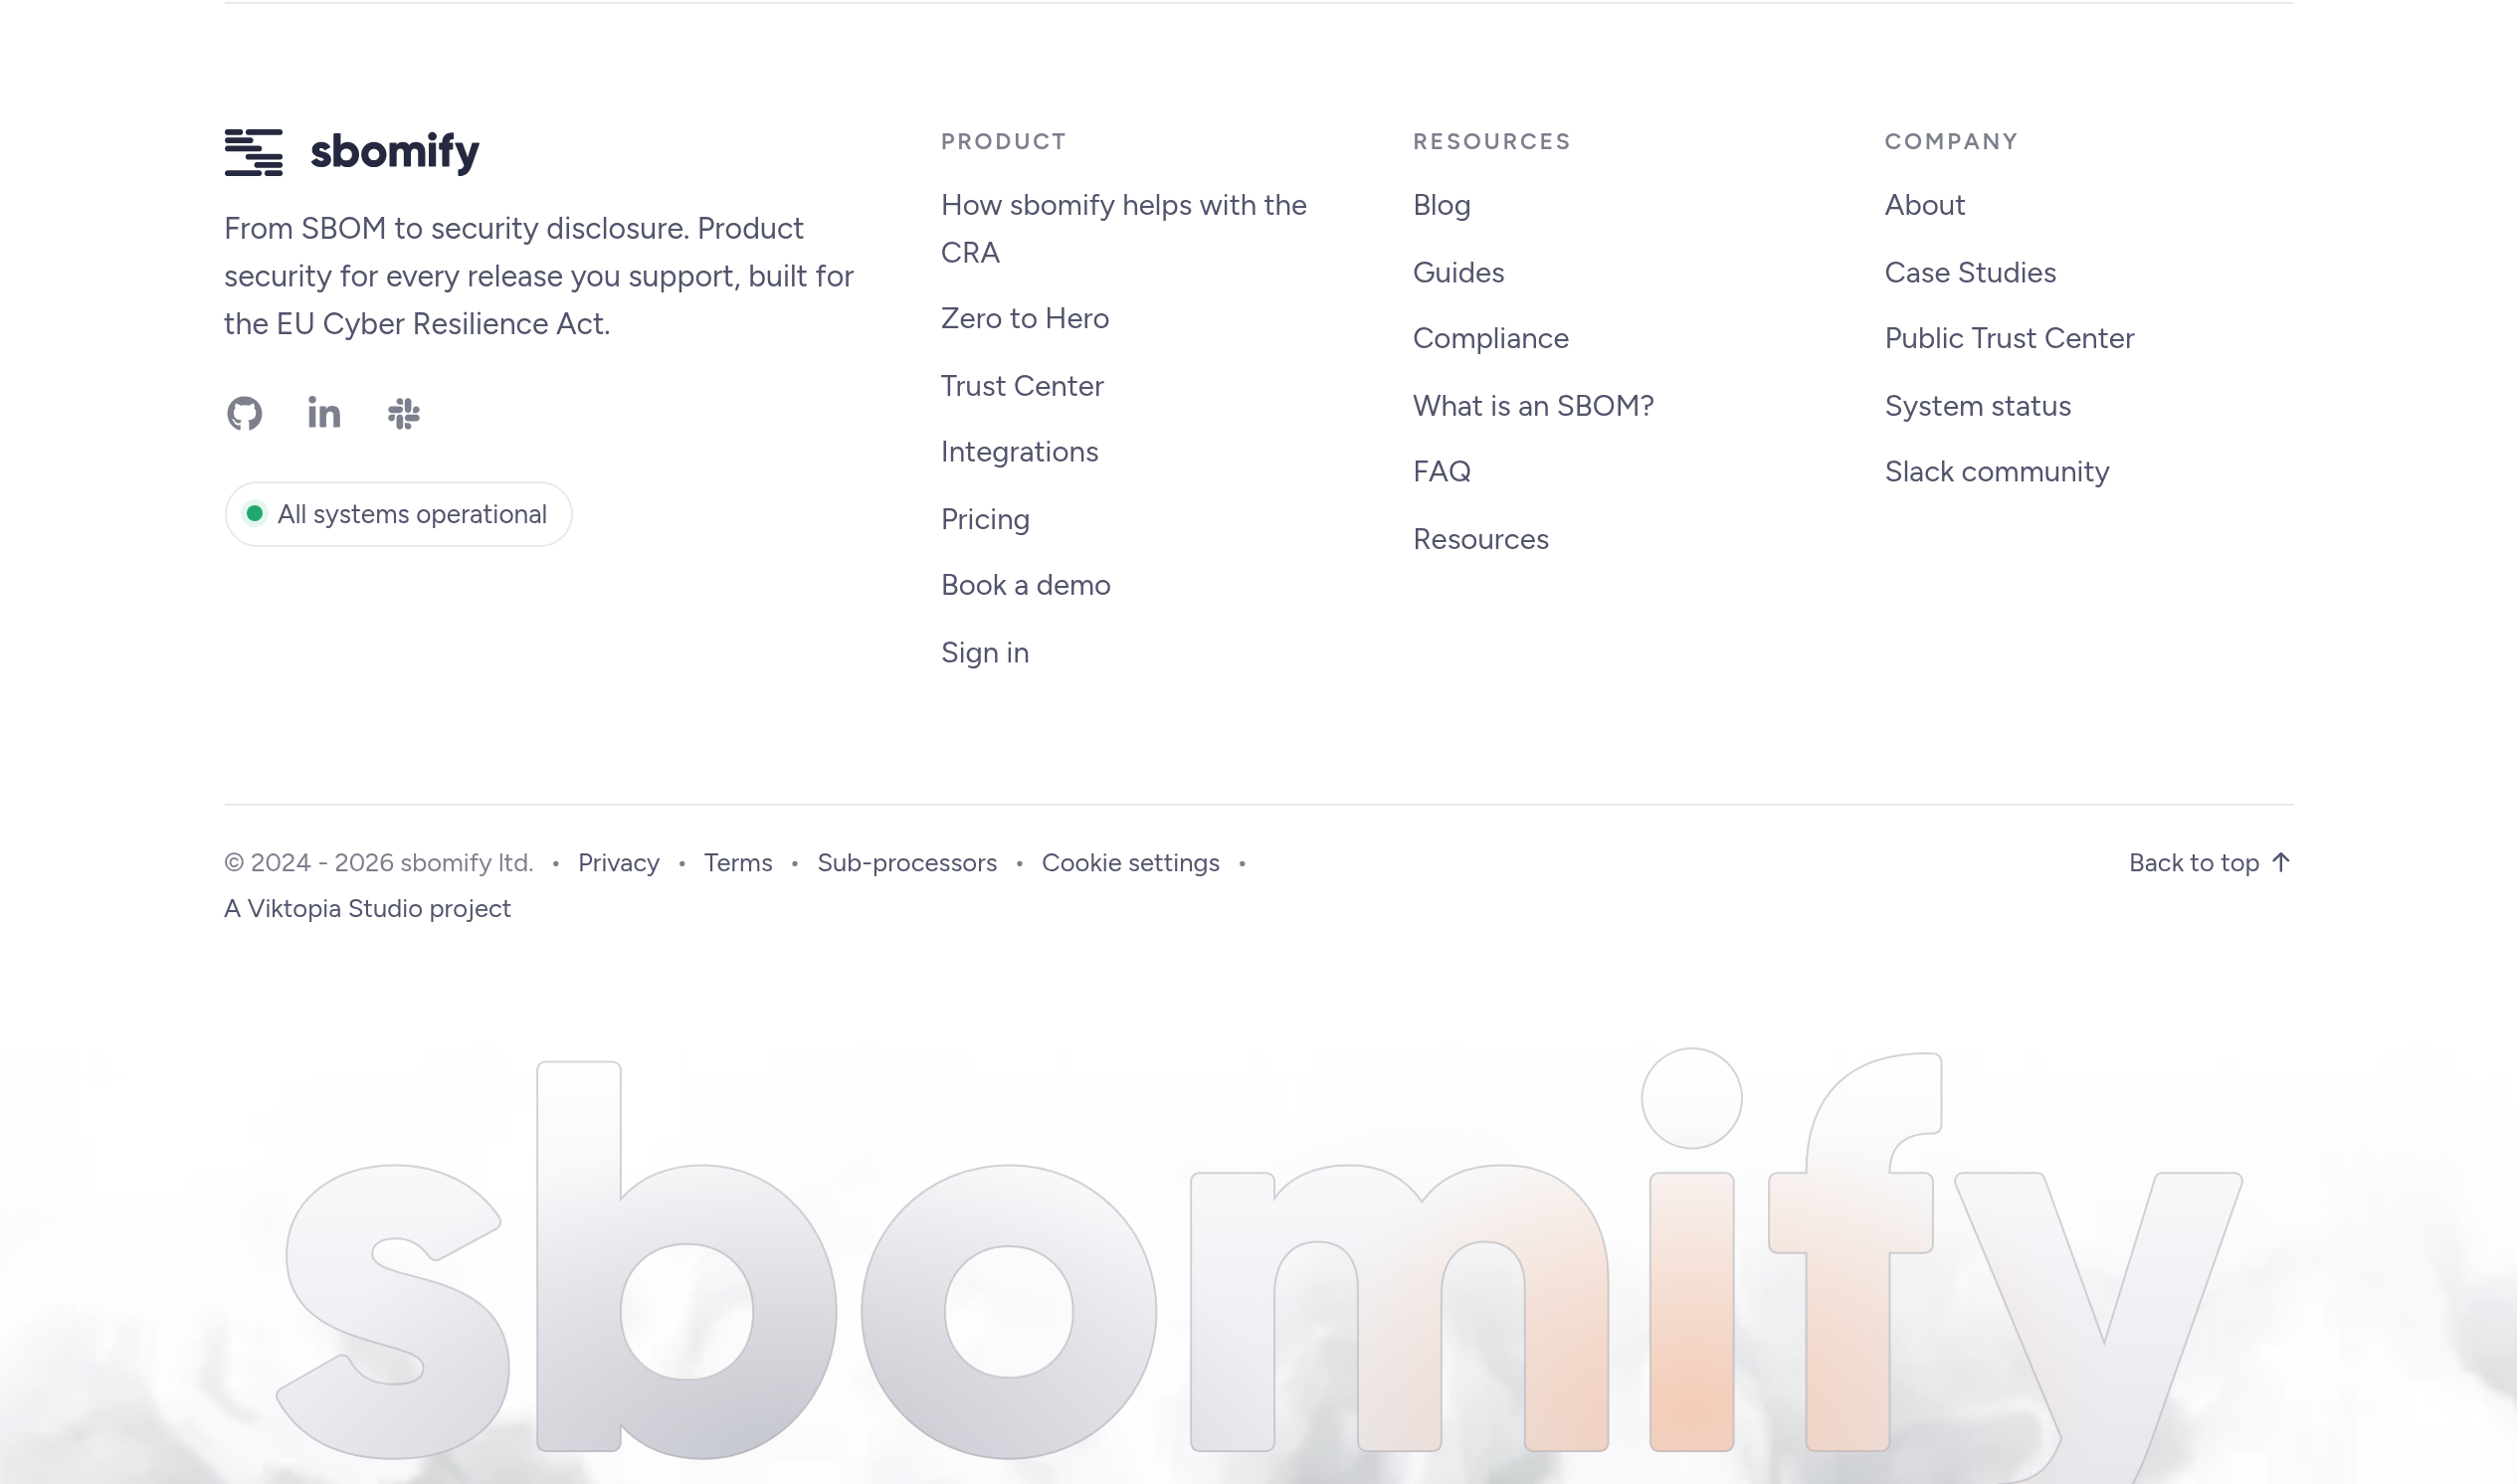 sbomify
From SBOM to security disclosure. Product
security for every release you support, built for
the EU Cyber Resilience Act.
All systems operational
PRODUCT
How sbomify helps with the
CRA
Zero to Hero
Trust Center
Integrations
Pricing
Book a demo
Sign in
RESOURCES
Blog
Guides
Compliance
What is an SBOM?
FAQ
Resources
COMPANY
About
Case Studies
Public Trust Center
System status
Slack community
© 2024 - 2026 sbomify ltd. • Privacy • Terms • Sub-processors • Cookie settings •
A Viktopia Studio project
Back to top ↑
sbomify